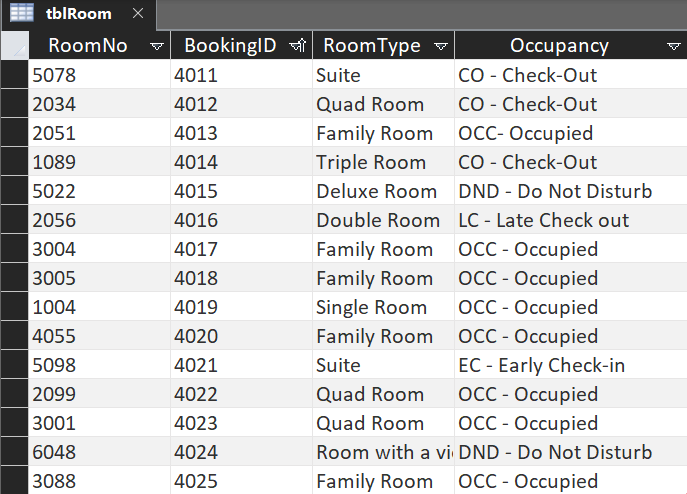 tblRoom
RoomNo BookingID RoomType Occupancy
5078 4011 Suite CO - Check-Out
2034 4012 Quad Room CO - Check-Out
2051 4013 Family Room OCC- Occupied
1089 4014 Triple Room CO - Check-Out
5022 4015 Deluxe Room DND - Do Not Disturb
2056 4016 Double Room LC - Late Check out
3004 4017 Family Room OCC - Occupied
3005 4018 Family Room OCC - Occupied
1004 4019 Single Room OCC - Occupied
4055 4020 Family Room OCC - Occupied
5098 4021 Suite EC - Early Check-in
2099 4022 Quad Room OCC - Occupied
3001 4023 Quad Room OCC - Occupied
6048 4024 Room with a DND - Do Not Disturb
3088 4025 Family Room OCC - Occupied